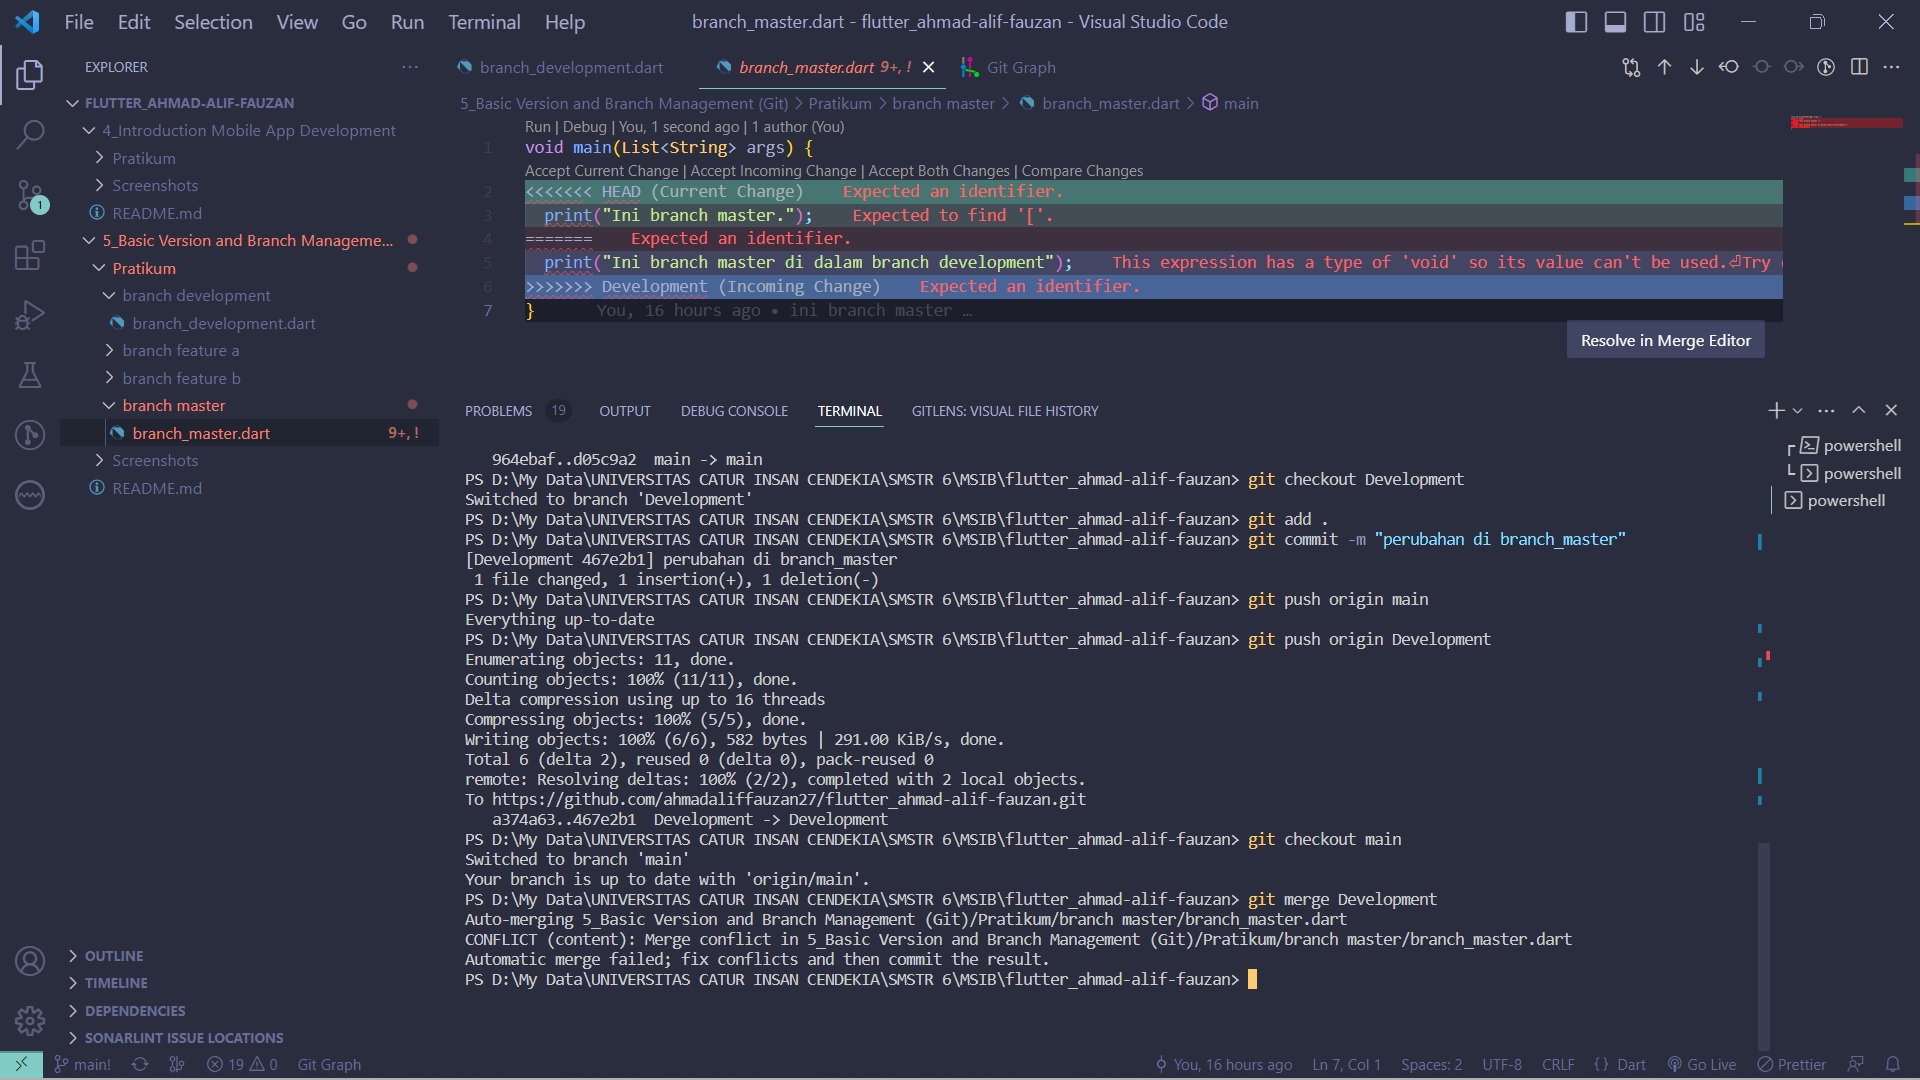 File Edit Selection View Go Run Terminal Help
branch_master.dart - flutter_ahmad-alif-fauzan - Visual Studio Code
EXPLORER
FLUTTER_AHMAD-ALIF-FAUZAN
4_Introduction Mobile App Development
Pratikum
Screenshots
README.md
5_Basic Version and Branch Manageme...
Pratikum
branch development
branch_development.dart
branch feature a
branch feature b
branch master
branch_master.dart 9+, !
Screenshots
README.md
OUTLINE
TIMELINE
DEPENDENCIES
SONARLINT ISSUE LOCATIONS
1
branch_development.dart branch_master.dart 9+, ! Git Graph
5_Basic Version and Branch Management (Git) > Pratikum > branch master > branch_master.dart > main
Run | Debug | You, 1 second ago | 1 author (You)
1 void main(List<String> args) {
Accept Current Change | Accept Incoming Change | Accept Both Changes | Compare Changes
2 <<<<<<< HEAD (Current Change) Expected an identifier.
3 print("Ini branch master."); Expected to find '['.
4 ======= Expected an identifier.
5 print("Ini branch master di dalam branch development"); This expression has a type of 'void' so its value can't be used.⏎Try
6 >>>>>>> Development (Incoming Change) Expected an identifier.
7 } You, 16 hours ago • ini branch master …
Resolve in Merge Editor
PROBLEMS 19 OUTPUT DEBUG CONSOLE TERMINAL GITLENS: VISUAL FILE HISTORY
powershell
powershell
powershell
964ebaf..d05c9a2 main -> main
PS D:\My Data\UNIVERSITAS CATUR INSAN CENDEKIA\SMSTR 6\MSIB\flutter_ahmad-alif-fauzan> git checkout Development
Switched to branch 'Development'
PS D:\My Data\UNIVERSITAS CATUR INSAN CENDEKIA\SMSTR 6\MSIB\flutter_ahmad-alif-fauzan> git add .
PS D:\My Data\UNIVERSITAS CATUR INSAN CENDEKIA\SMSTR 6\MSIB\flutter_ahmad-alif-fauzan> git commit -m "perubahan di branch_master"
[Development 467e2b1] perubahan di branch_master
1 file changed, 1 insertion(+), 1 deletion(-)
PS D:\My Data\UNIVERSITAS CATUR INSAN CENDEKIA\SMSTR 6\MSIB\flutter_ahmad-alif-fauzan> git push origin main
Everything up-to-date
PS D:\My Data\UNIVERSITAS CATUR INSAN CENDEKIA\SMSTR 6\MSIB\flutter_ahmad-alif-fauzan> git push origin Development
Enumerating objects: 11, done.
Counting objects: 100% (11/11), done.
Delta compression using up to 16 threads
Compressing objects: 100% (5/5), done.
Writing objects: 100% (6/6), 582 bytes | 291.00 KiB/s, done.
Total 6 (delta 2), reused 0 (delta 0), pack-reused 0
remote: Resolving deltas: 100% (2/2), completed with 2 local objects.
To https://github.com/ahmadaliffauzan27/flutter_ahmad-alif-fauzan.git
a374a63..467e2b1 Development -> Development
PS D:\My Data\UNIVERSITAS CATUR INSAN CENDEKIA\SMSTR 6\MSIB\flutter_ahmad-alif-fauzan> git checkout main
Switched to branch 'main'
Your branch is up to date with 'origin/main'.
PS D:\My Data\UNIVERSITAS CATUR INSAN CENDEKIA\SMSTR 6\MSIB\flutter_ahmad-alif-fauzan> git merge Development
Auto-merging 5_Basic Version and Branch Management (Git)/Pratikum/branch master/branch_master.dart
CONFLICT (content): Merge conflict in 5_Basic Version and Branch Management (Git)/Pratikum/branch master/branch_master.dart
Automatic merge failed; fix conflicts and then commit the result.
PS D:\My Data\UNIVERSITAS CATUR INSAN CENDEKIA\SMSTR 6\MSIB\flutter_ahmad-alif-fauzan>
main! 19 0 Git Graph You, 16 hours ago Ln 7, Col 1 Spaces: 2 UTF-8 CRLF {} Dart Go Live Prettier